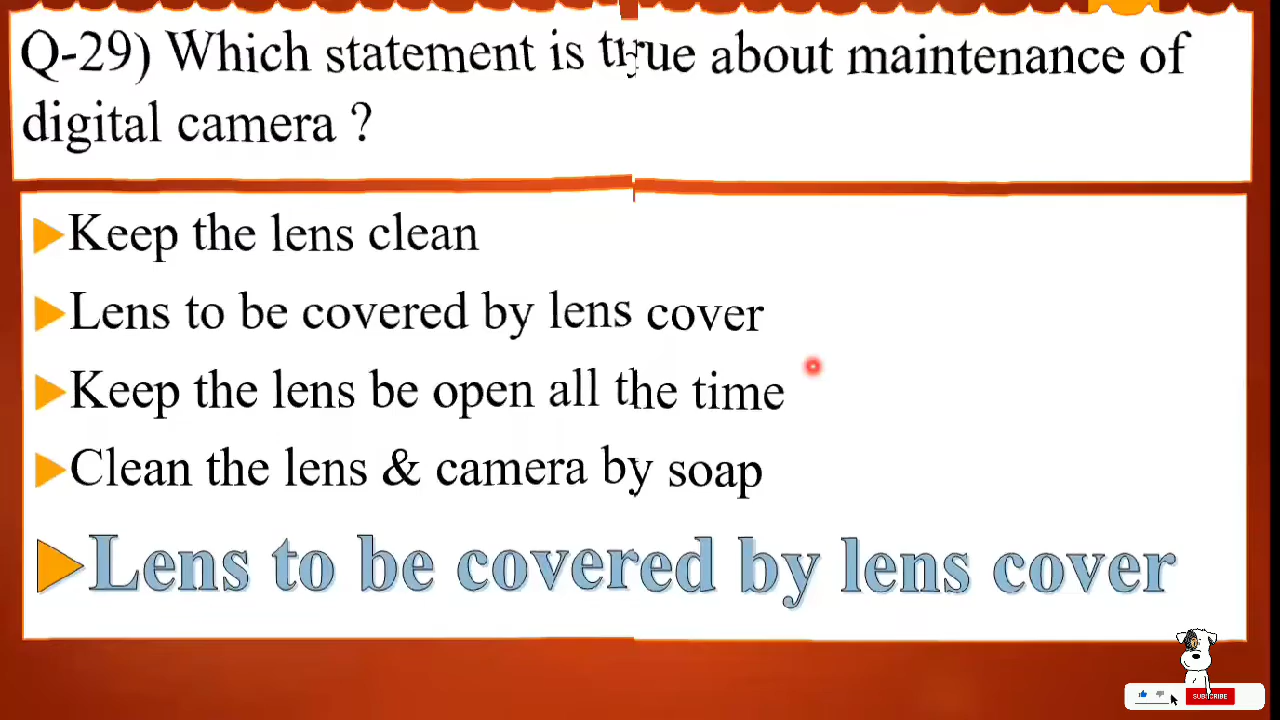 Q-29) Which statement is true about maintenance of
digital camera ?
Keep the lens clean
Lens to be covered by lens cover
Keep the lens be open all the time
Clean the lens & camera by soap
Lens to be covered by lens cover
SUBSCRIBE